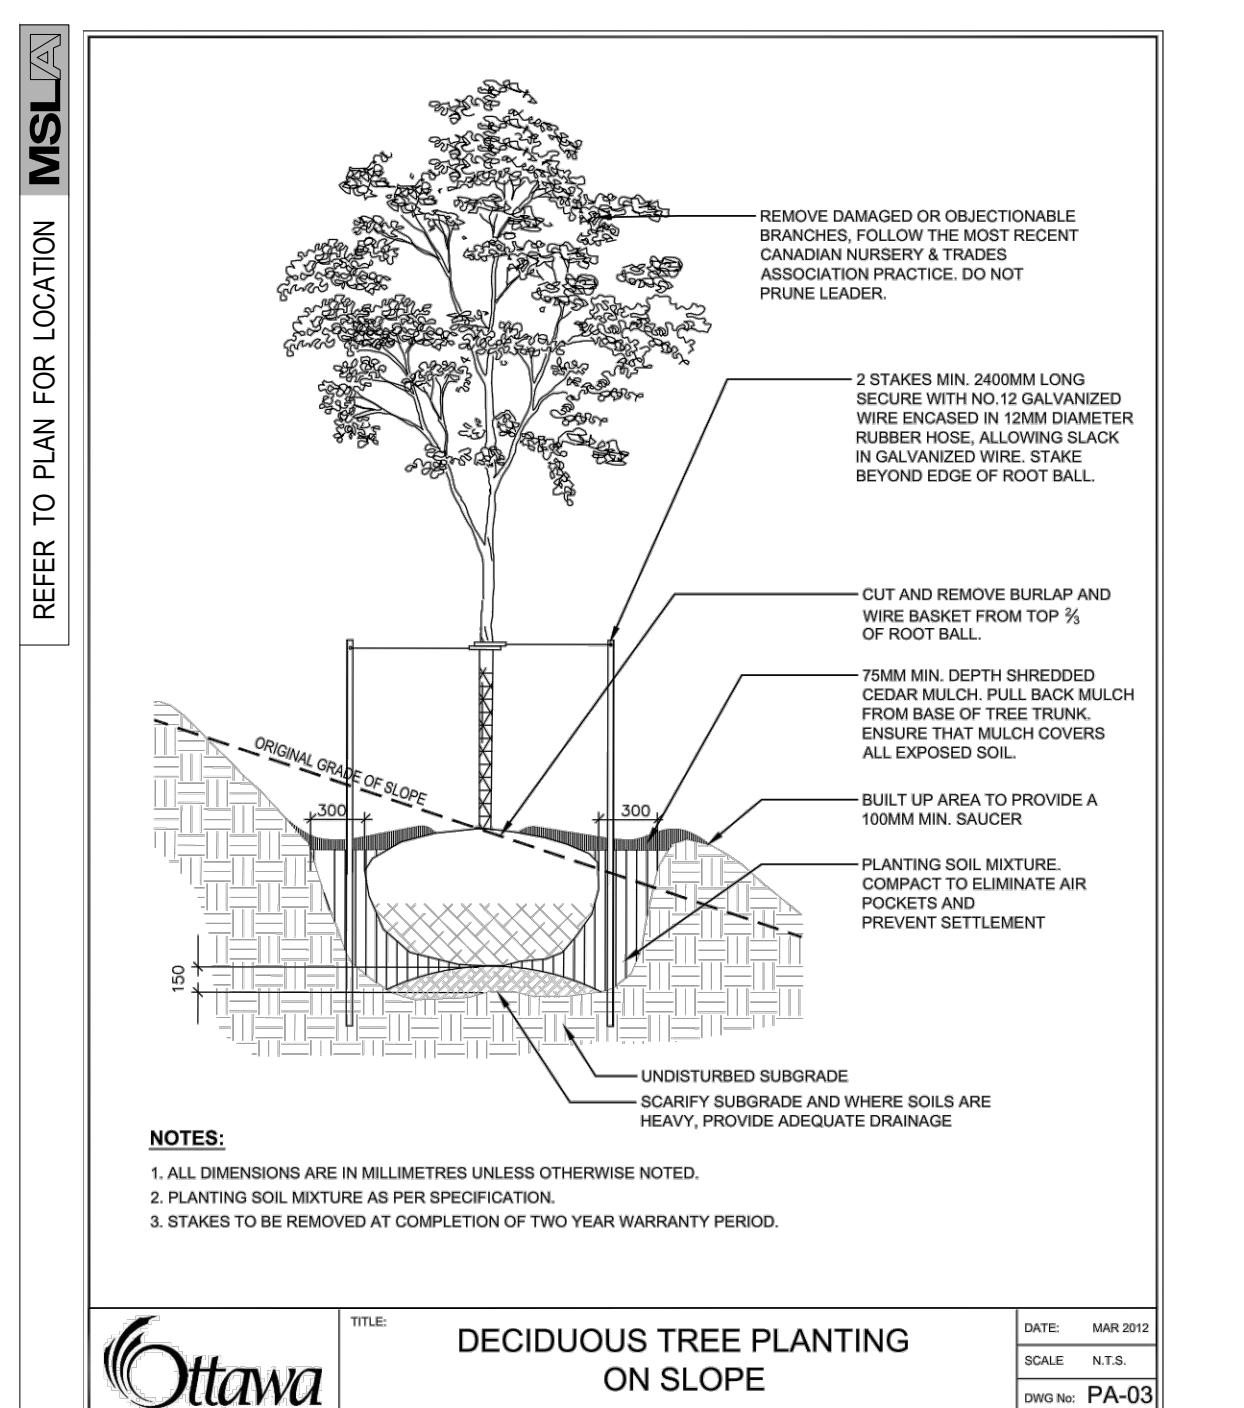 MSLA
REFER TO PLAN FOR LOCATION
REMOVE DAMAGED OR OBJECTIONABLE
BRANCHES, FOLLOW THE MOST RECENT
CANADIAN NURSERY & TRADES
ASSOCIATION PRACTICE. DO NOT
PRUNE LEADER.
2 STAKES MIN. 2400MM LONG
SECURE WITH NO.12 GALVANIZED
WIRE ENCASED IN 12MM DIAMETER
RUBBER HOSE, ALLOWING SLACK
IN GALVANIZED WIRE. STAKE
BEYOND EDGE OF ROOT BALL.
CUT AND REMOVE BURLAP AND
WIRE BASKET FROM TOP ⅔
OF ROOT BALL.
75MM MIN. DEPTH SHREDDED
CEDAR MULCH. PULL BACK MULCH
FROM BASE OF TREE TRUNK.
ENSURE THAT MULCH COVERS
ALL EXPOSED SOIL.
ORIGINAL GRADE OF SLOPE
300
300
BUILT UP AREA TO PROVIDE A
100MM MIN. SAUCER
PLANTING SOIL MIXTURE.
COMPACT TO ELIMINATE AIR
POCKETS AND
PREVENT SETTLEMENT
150
UNDISTURBED SUBGRADE
SCARIFY SUBGRADE AND WHERE SOILS ARE
HEAVY, PROVIDE ADEQUATE DRAINAGE
NOTES:
1. ALL DIMENSIONS ARE IN MILLIMETRES UNLESS OTHERWISE NOTED.
2. PLANTING SOIL MIXTURE AS PER SPECIFICATION.
3. STAKES TO BE REMOVED AT COMPLETION OF TWO YEAR WARRANTY PERIOD.
Ottawa
TITLE:
DECIDUOUS TREE PLANTING
ON SLOPE
DATE: MAR 2012
SCALE N.T.S.
DWG No: PA-03